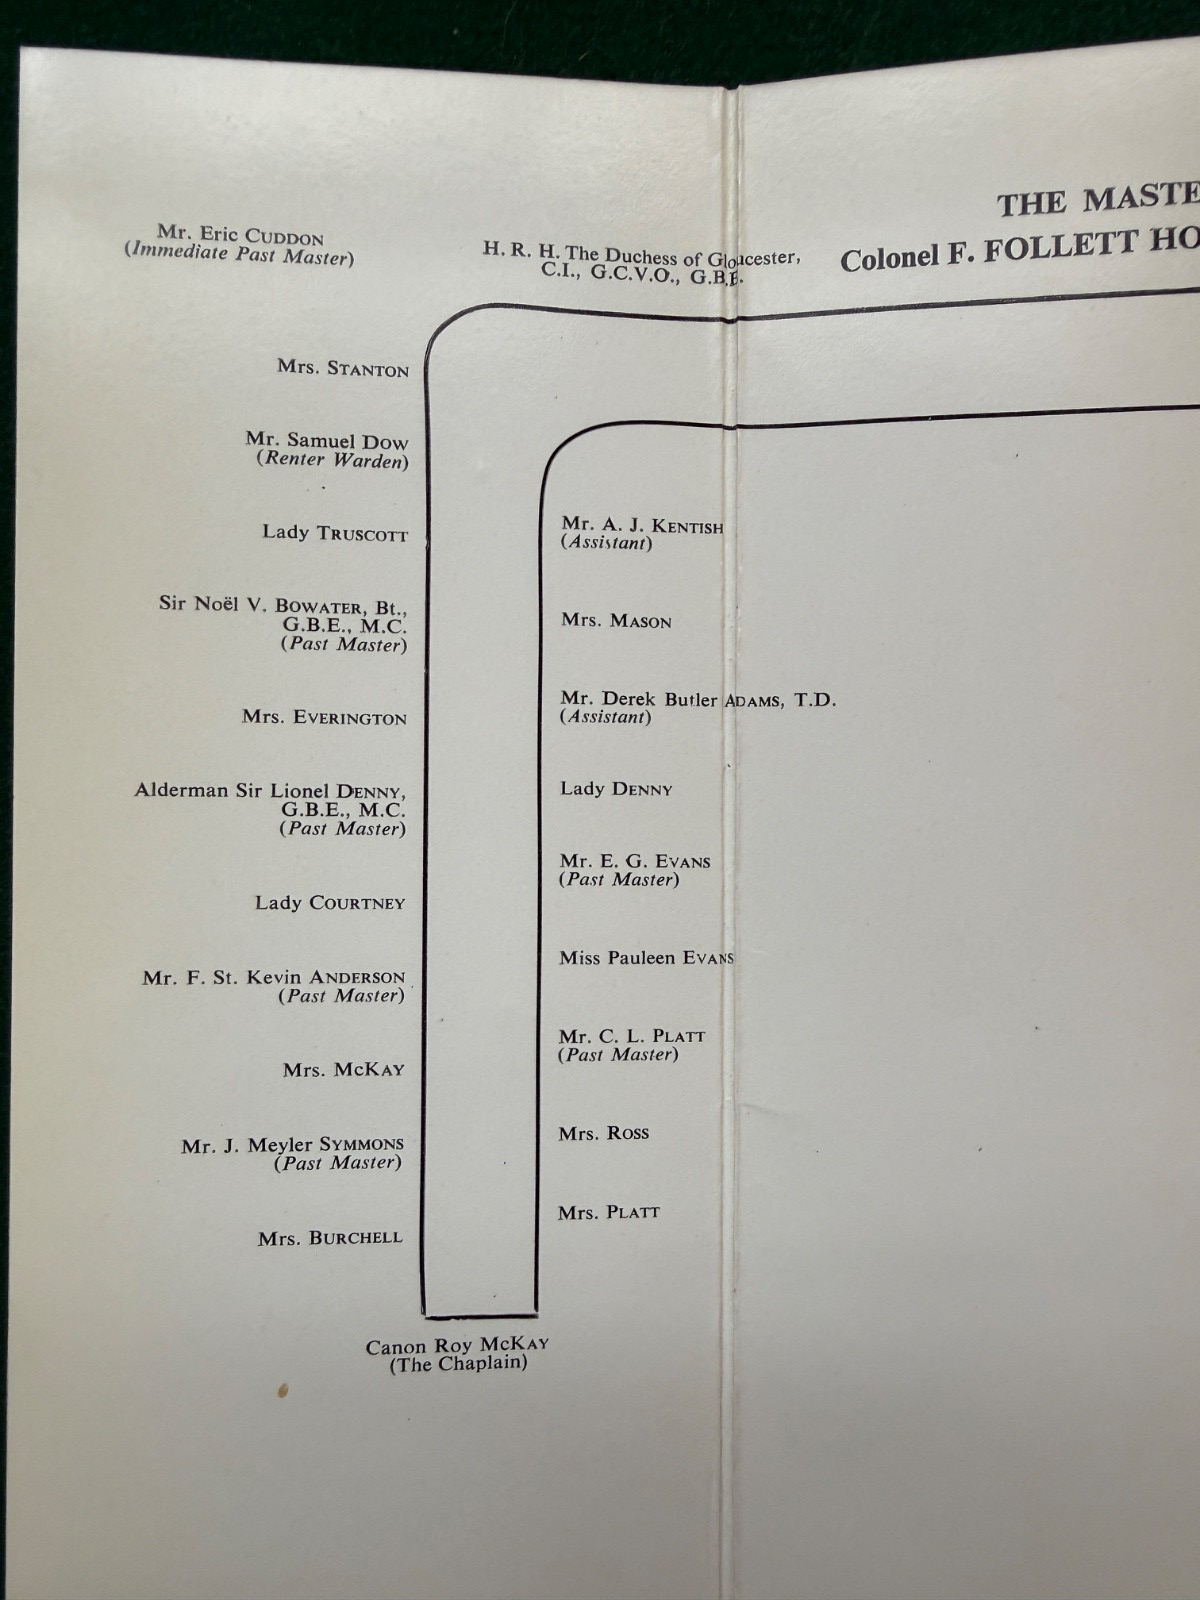 THE MASTE
Colonel F. FOLLETT HO
Mr. Eric CUDDON
(Immediate Past Master)
H. R. H. The Duchess of Gloucester,
C.I., G.C.V.O., G.B.E.
Mrs. STANTON
Mr. Samuel DOW
(Renter Warden)
Lady TRUSCOTT
Sir Noël V. BOWATER, Bt.,
G.B.E., M.C.
(Past Master)
Mrs. EVERINGTON
Alderman Sir Lionel DENNY,
G.B.E., M.C.
(Past Master)
Lady COURTNEY
Mr. F. St. Kevin ANDERSON
(Past Master)
Mrs. MCKAY
Mr. J. Meyler SYMMONS
(Past Master)
Mrs. BURCHELL
Mr. A. J. KENTISH
(Assistant)
Mrs. MASON
Mr. Derek Butler ADAMS, T.D.
(Assistant)
Lady DENNY
Mr. E. G. EVANS
(Past Master)
Miss Pauleen EVANS
Mr. C. L. PLATT
(Past Master)
Mrs. ROSS
Mrs. PLATT
Canon Roy MCKAY
(The Chaplain)